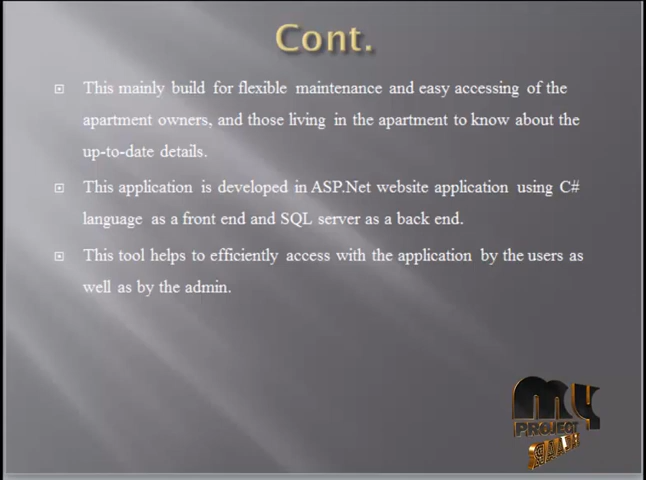 Cont.
This mainly build for flexible maintenance and easy accessing of the
apartment owners, and those living in the apartment to know about the
up-to-date details.
This application is developed in ASP.Net website application using C#
language as a front end and SQL server as a back end.
This tool helps to efficiently access with the application by the users as
well as by the admin.
my
PROJECT